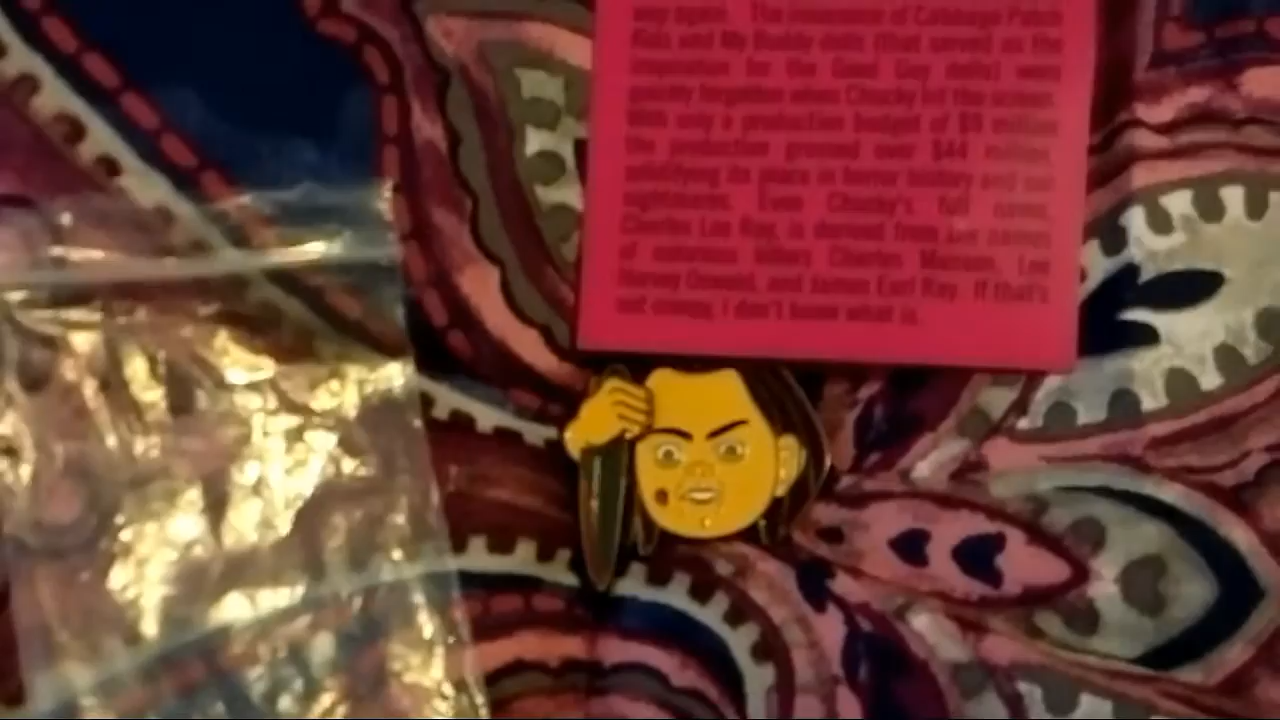 way again. The innocence of Cabbage Patch
Kids and My Buddy dolls (that served as the
inspiration for the Good Guy dolls) were
quickly forgotten when Chucky hit the screen.
With only a production budget of $9 million
the production grossed over $44 million,
solidifying its place in horror history and our
nightmares. Even Chucky's full name,
Charles Lee Ray, is derived from the names
of notorious killers Charles Manson, Lee
Harvey Oswald, and James Earl Ray. If that's
not creepy, I don't know what is.